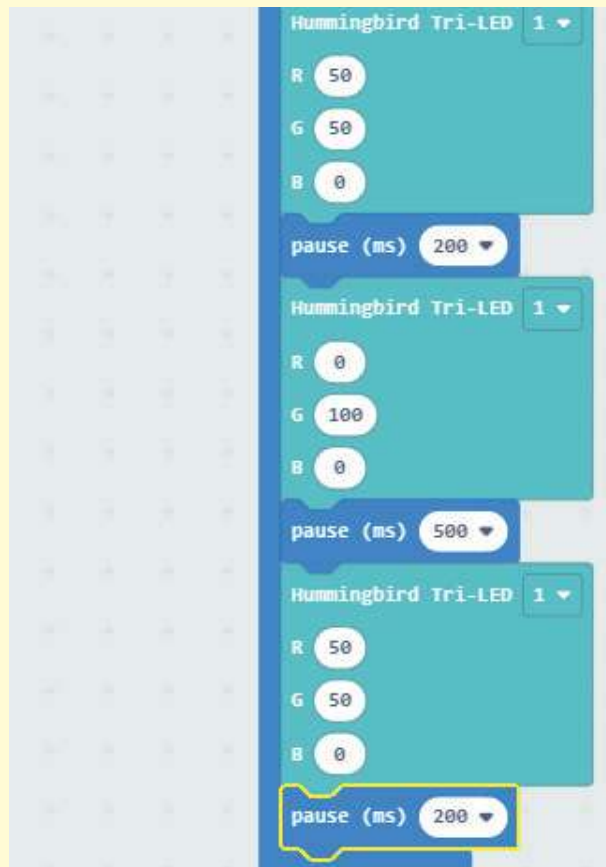 Hummingbird Tri-LED 1
R 50
G 50
B 0
pause (ms) 200
Hummingbird Tri-LED 1
R 0
G 100
B 0
pause (ms) 500
Hummingbird Tri-LED 1
R 50
G 50
B 0
pause (ms) 200